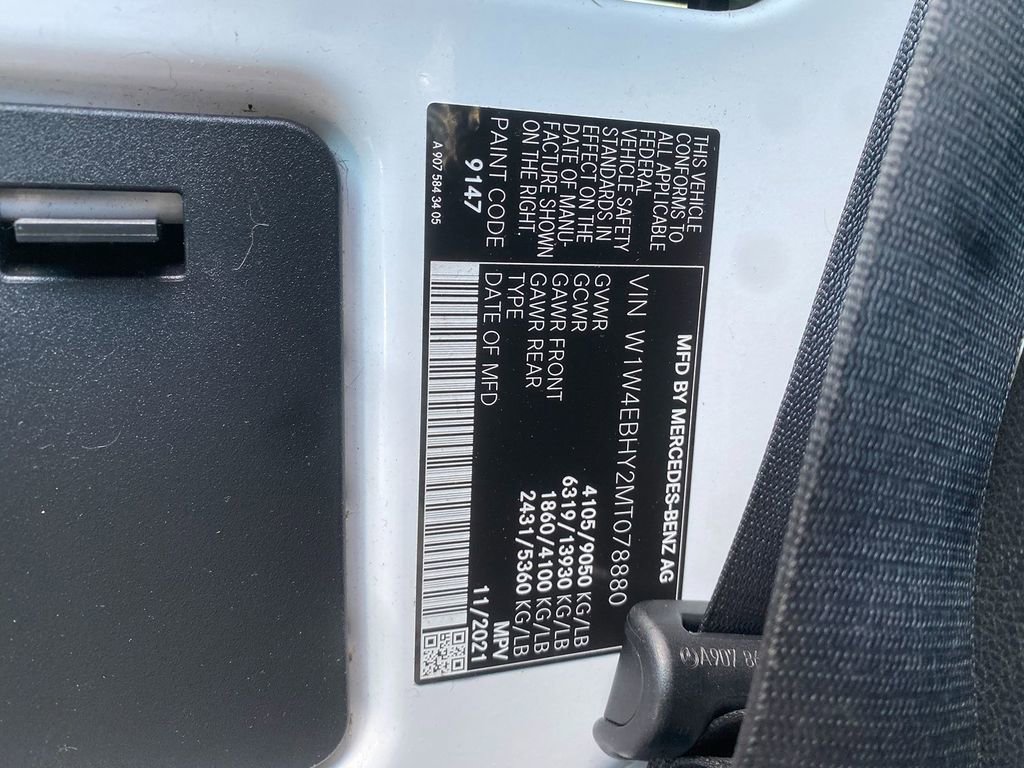 THIS VEHICLE
CONFORMS TO
ALL APPLICABLE
FEDERAL
VEHICLE SAFETY
STANDARDS IN
EFFECT ON THE
DATE OF MANU-
FACTURE SHOWN
ON THE RIGHT.
PAINT CODE
9147
A 907 584 34 05
MFD BY MERCEDES-BENZ AG
VIN W1W4EBHY2MT078880
GVWR 4105/9050 KG/LB
GCWR 6319/13930 KG/LB
GAWR FRONT 1860/4100 KG/LB
GAWR REAR 2431/5360 KG/LB
TYPE MPV
DATE OF MFD 11/2021
A907